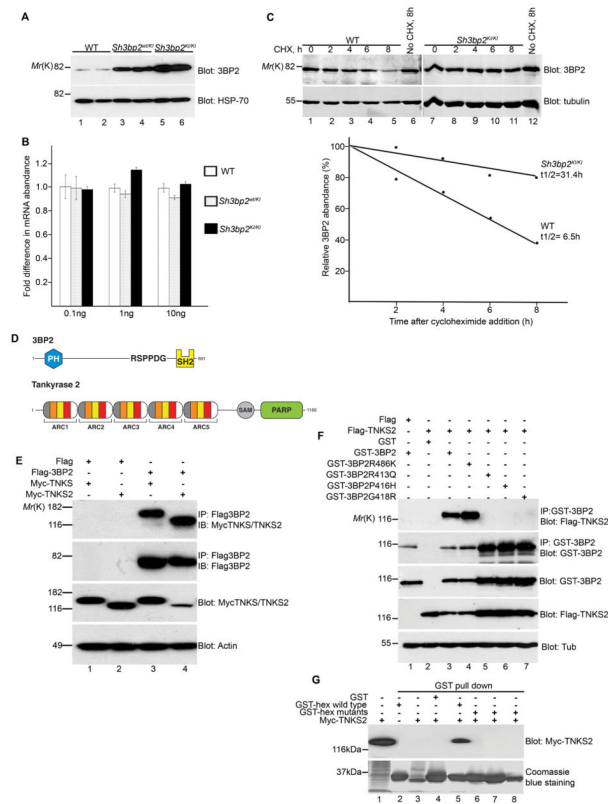 A
WT Sh3bp2wt/KI Sh3bp2KI/KI
Mr(K) 82
Blot: 3BP2
82
Blot: HSP-70
1 2 3 4 5 6
B
Fold difference in mRNA abandance
1.2
1.0
0.8
0.6
0.4
0.2
0.1ng 1ng 10ng
WT
Sh3bp2wt/KI
Sh3bp2KI/KI
C
WT No CHX, 8h Sh3bp2KI/KI No CHX, 8h
CHX, h 0 2 4 6 8 0 2 4 6 8
Mr(K) 82
Blot: 3BP2
55
Blot: tubulin
1 2 3 4 5 6 7 8 9 10 11 12
Relative 3BP2 abandance (%)
100
80
60
40
20
2 4 6 8
Time after cycloheximide addition (h)
Sh3bp2KI/KI
t1/2=31.4h
WT
t1/2= 6.5h
D
3BP2
1 PH RSPPDG SH2 561
Tankyrase 2
1 SAM PARP
ARC1 ARC2 ARC3 ARC4 ARC5
E
Flag + +
Flag-3BP2 + +
Myc-TNKS + +
Myc-TNKS2 + +
Mr(K) 182
116
IP: Flag3BP2
IB: MycTNKS/TNKS2
82
IP: Flag3BP2
IB: Flag3BP2
182
116
Blot: MycTNKS/TNKS2
49
Blot: Actin
1 2 3 4
F
Flag +
Flag-TNKS2 + + + + + +
GST +
GST-3BP2 + +
GST-3BP2R486K +
GST-3BP2R413Q +
GST-3BP2P416H +
GST-3BP2G418R +
Mr(K) 116
IP:GST-3BP2
Blot: Flag-TNKS2
116
IP: GST-3BP2
Blot: GST-3BP2
116
Blot: GST-3BP2
116
Blot: Flag-TNKS2
55
Blot: Tub
1 2 3 4 5 6 7
G
GST pull down
GST +
GST-hex wild type + +
GST-hex mutants + + +
Myc-TNKS2 + + + + + + +
116kDa
Blot: Myc-TNKS2
37kDa
Coomassie
blue staining
1 2 3 4 5 6 7 8